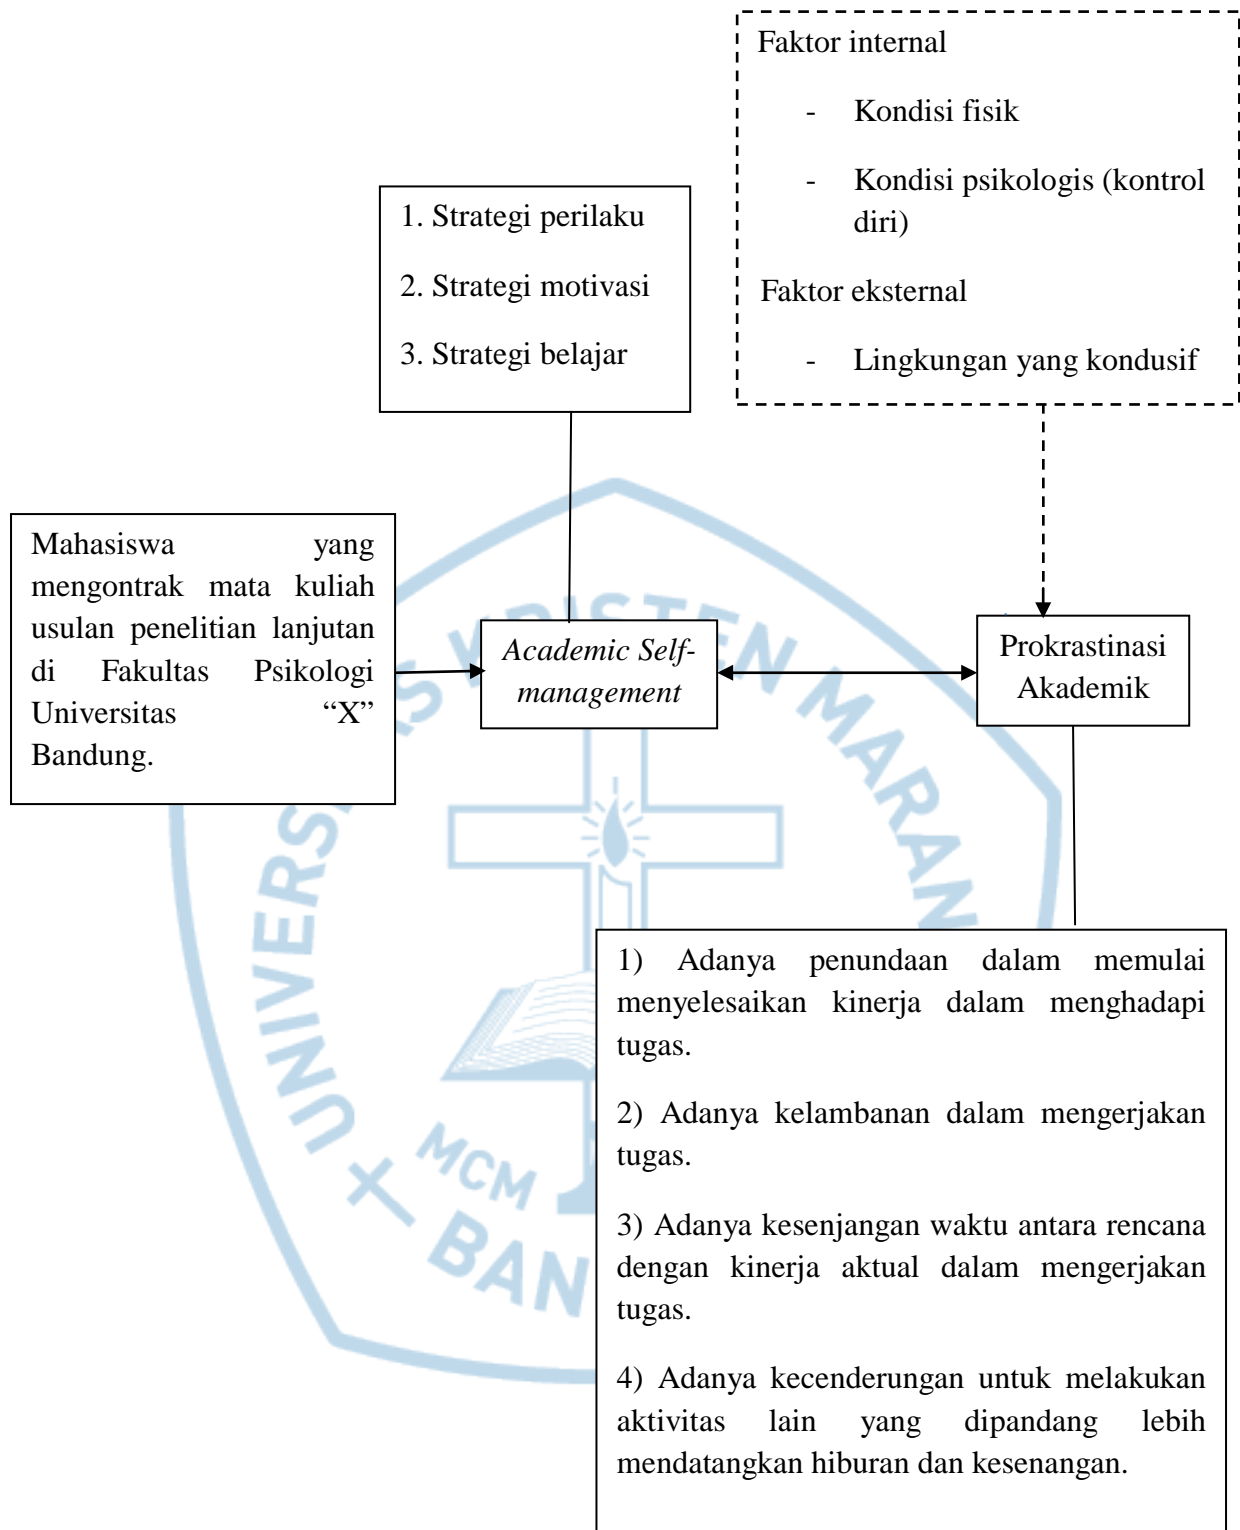 Faktor internal
- Kondisi fisik
- Kondisi psikologis (kontrol
diri)
Faktor eksternal
- Lingkungan yang kondusif
1. Strategi perilaku
2. Strategi motivasi
3. Strategi belajar
Mahasiswa yang
mengontrak mata kuliah
usulan penelitian lanjutan
di Fakultas Psikologi
Universitas “X”
Bandung.
Academic Self-
management
Prokrastinasi
Akademik
1) Adanya penundaan dalam memulai
menyelesaikan kinerja dalam menghadapi
tugas.
2) Adanya kelambanan dalam mengerjakan
tugas.
3) Adanya kesenjangan waktu antara rencana
dengan kinerja aktual dalam mengerjakan
tugas.
4) Adanya kecenderungan untuk melakukan
aktivitas lain yang dipandang lebih
mendatangkan hiburan dan kesenangan.
KRISTEN
MCM